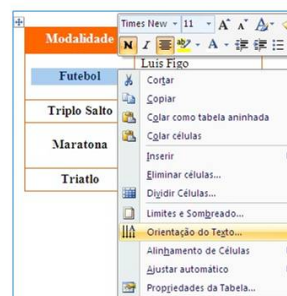 Times New 11 A A A
N I A
Modalidade
Luís Figo
Futebol
Triplo Salto
Maratona
Triatlo
Cortar
Copiar
Colar como tabela aninhada
Colar células
Inserir
Eliminar células...
Dividir Células...
Limites e Sombreado...
Orientação do Texto...
Alinhamento de Células
Ajustar automático
Propriedades da Tabela...